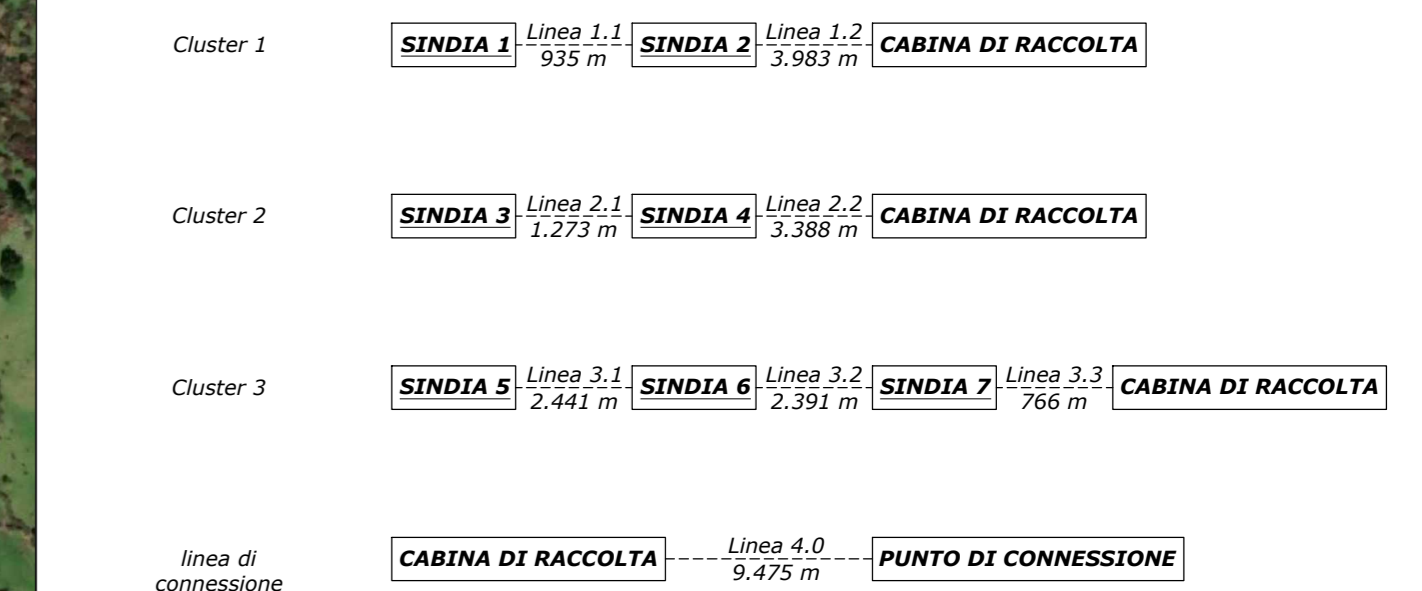 Cluster 1
SINDIA 1
Linea 1.1
935 m
SINDIA 2
Linea 1.2
3.983 m
CABINA DI RACCOLTA
Cluster 2
SINDIA 3
Linea 2.1
1.273 m
SINDIA 4
Linea 2.2
3.388 m
CABINA DI RACCOLTA
Cluster 3
SINDIA 5
Linea 3.1
2.441 m
SINDIA 6
Linea 3.2
2.391 m
SINDIA 7
Linea 3.3
766 m
CABINA DI RACCOLTA
linea di
connessione
CABINA DI RACCOLTA
Linea 4.0
9.475 m
PUNTO DI CONNESSIONE